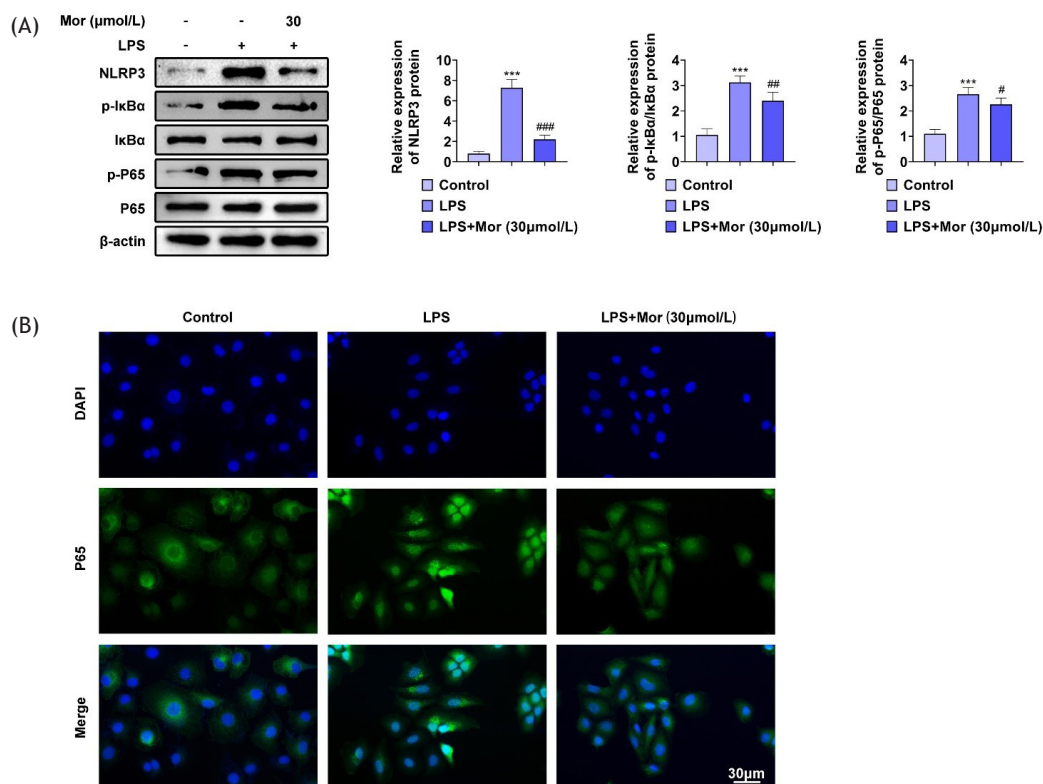 (A)
Mor (μmol/L) - - 30
LPS - + +
NLRP3
p-IκBα
IκBα
p-P65
P65
β-actin
Relative expression
of NLRP3 protein
10
8
6
4
2
0
***
###
Control
LPS
LPS+Mor (30μmol/L)
Relative expression
of p-IκBα/IκBα protein
4
3
2
1
0
***
##
Control
LPS
LPS+Mor (30μmol/L)
Relative expression
of p-P65/P65 protein
4
3
2
1
0
***
#
Control
LPS
LPS+Mor (30μmol/L)
(B)
Control LPS LPS+Mor (30μmol/L)
DAPI
P65
Merge
30μm